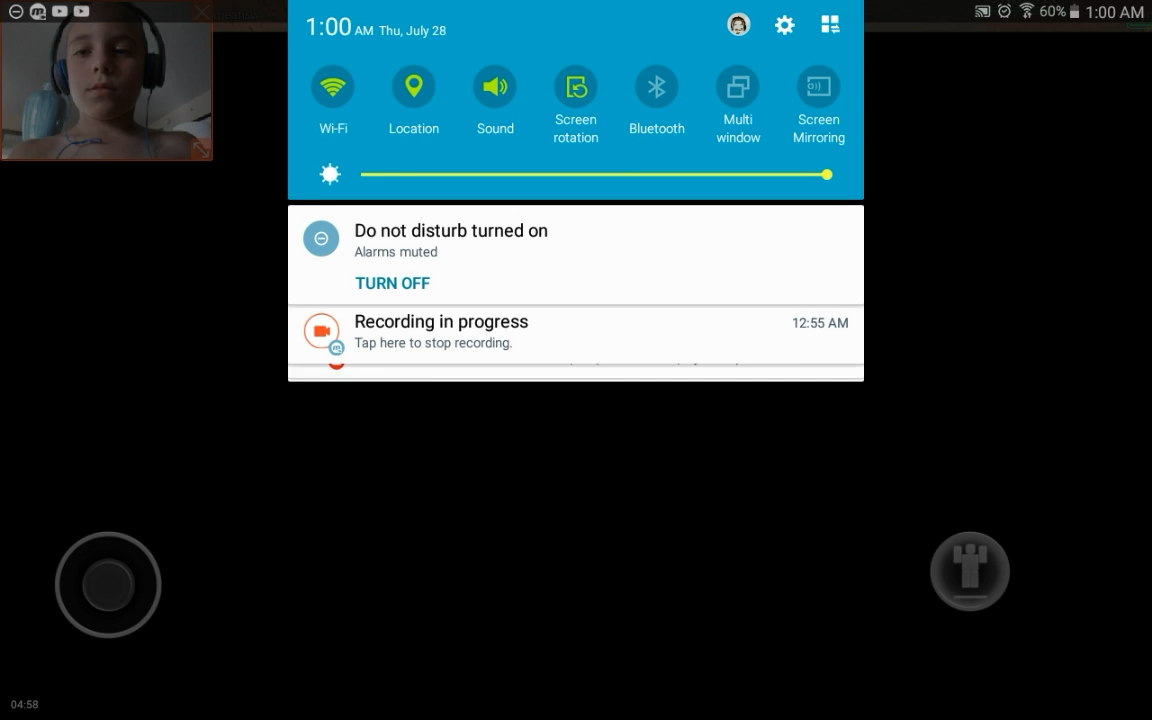 60% 1:00 AM
1:00 AM Thu, July 28
Wi-Fi
Location
Sound
Screen
rotation
Bluetooth
Multi
window
Screen
Mirroring
Do not disturb turned on
Alarms muted
TURN OFF
Recording in progress
12:55 AM
Tap here to stop recording.
04:58